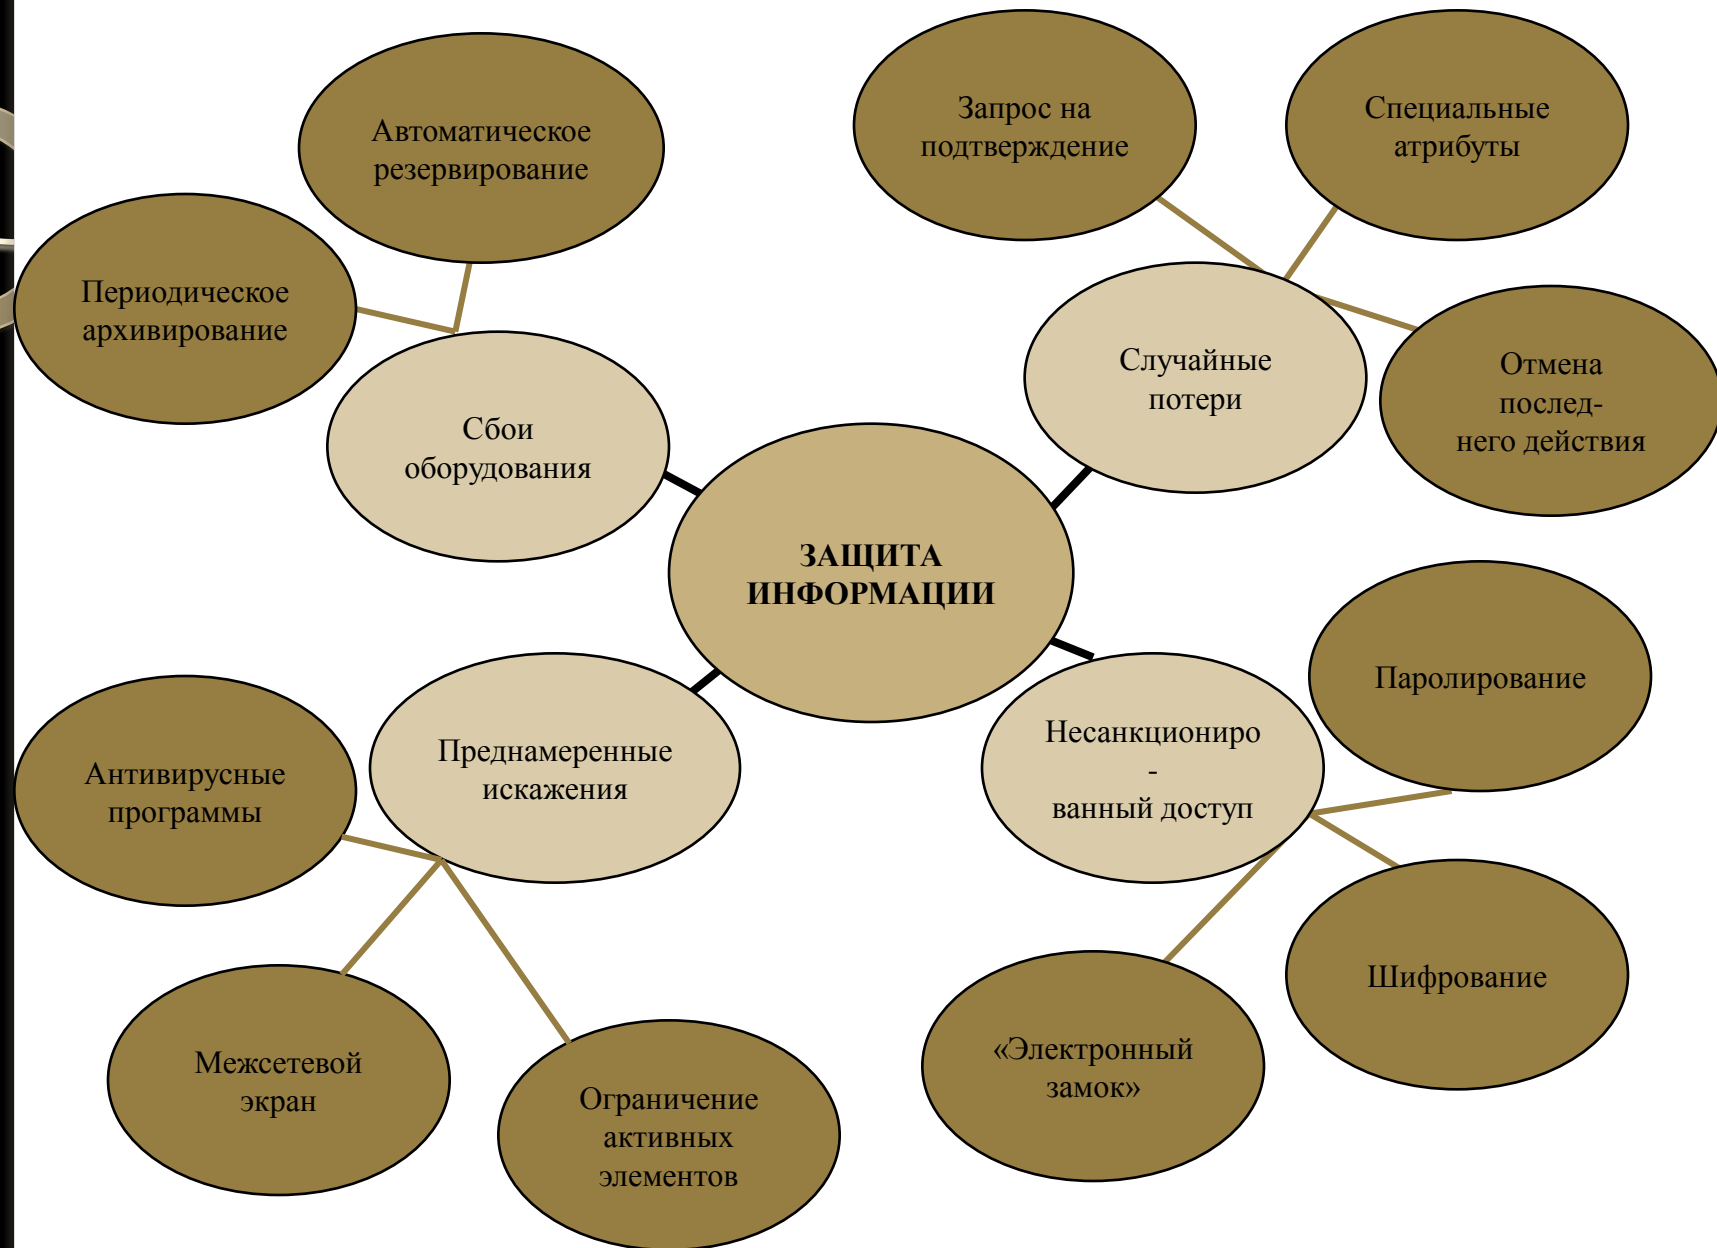 Автоматическое
резервирование
Запрос на
подтверждение
Специальные
атрибуты
Периодическое
архивирование
Случайные
потери
Отмена
послед-
него действия
Сбои
оборудования
ЗАЩИТА
ИНФОРМАЦИИ
Паролирование
Преднамеренные
искажения
Несанкциониро
-
ванный доступ
Антивирусные
программы
Шифрование
Межсетевой
экран
«Электронный
замок»
Ограничение
активных
элементов